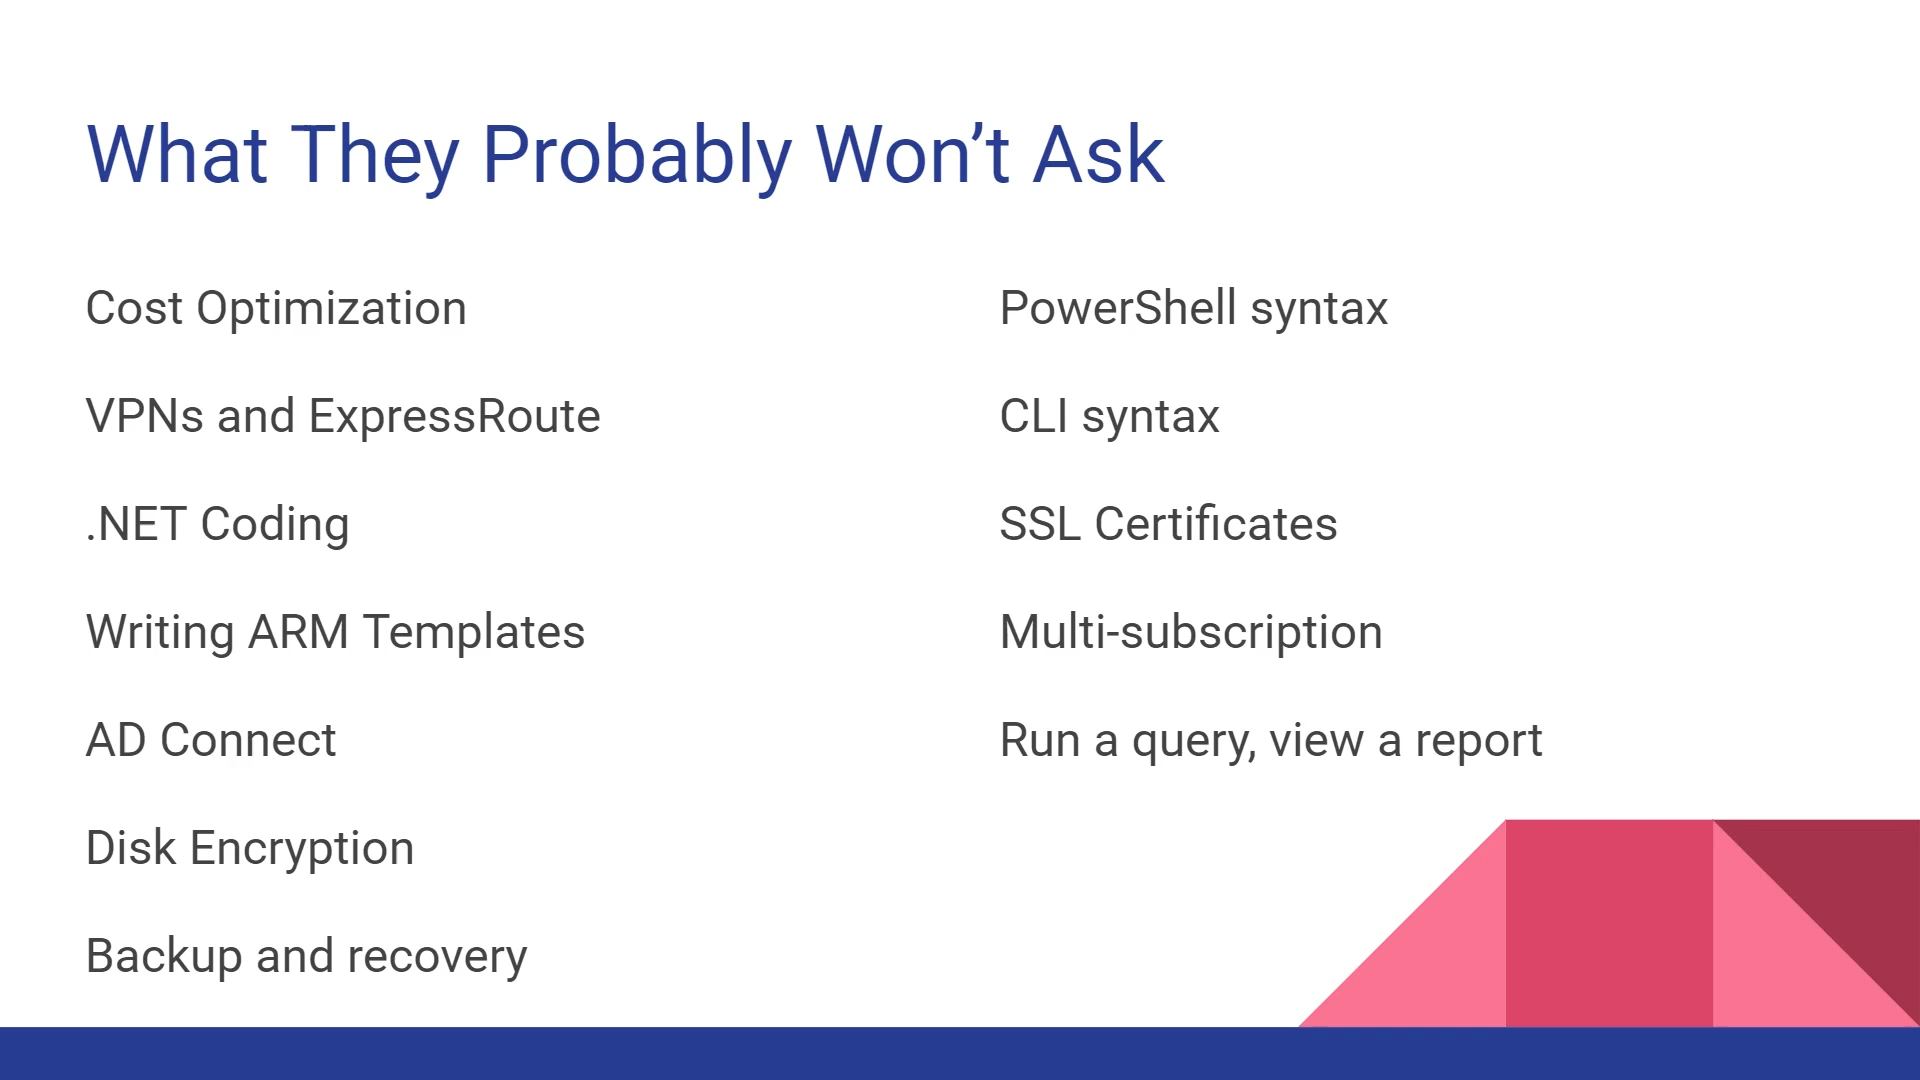 What They Probably Won’t Ask
Cost Optimization
VPNs and ExpressRoute
.NET Coding
Writing ARM Templates
AD Connect
Disk Encryption
Backup and recovery
PowerShell syntax
CLI syntax
SSL Certificates
Multi-subscription
Run a query, view a report